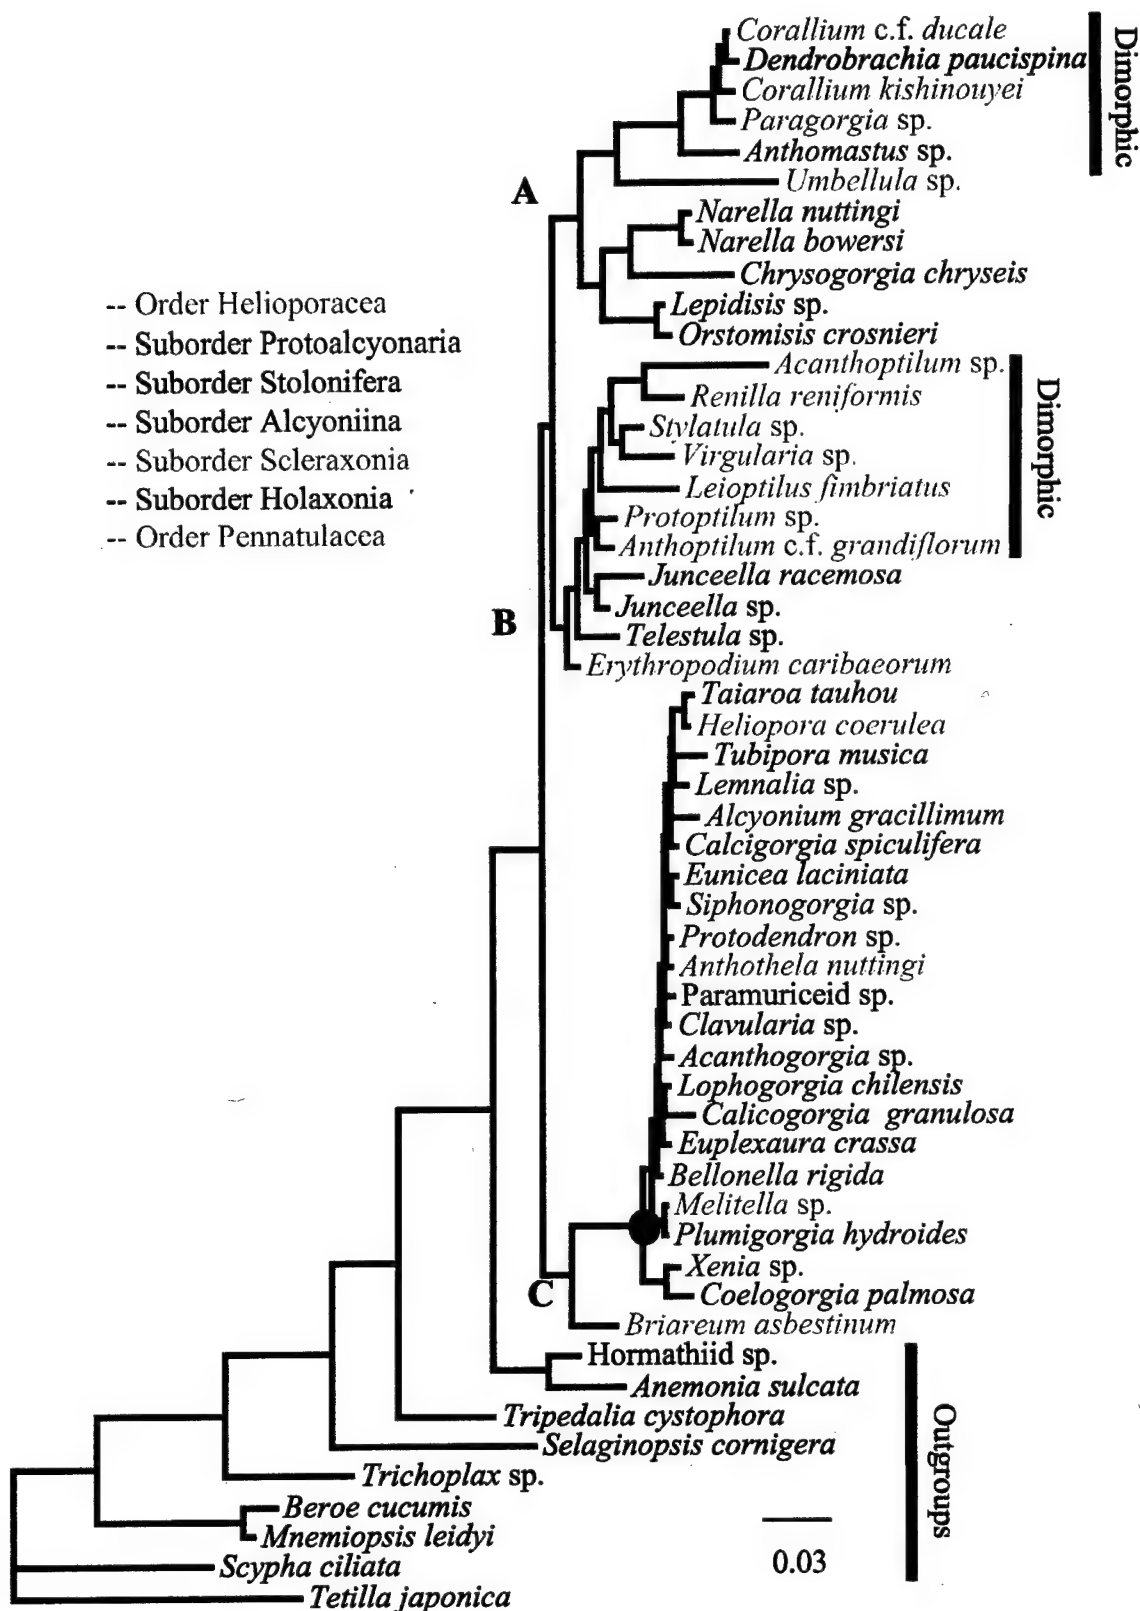 Corallium c.f. ducale
Dendrobrachia paucispina
Corallium kishinouyei
Paragorgia sp.
Anthomastus sp.
Umbellula sp.
Dimorphic
A
Narella nuttingi
Narella bowersi
Chrysogorgia chryseis
Lepidisis sp.
Orstomisis crosnieri
-- Order Helioporacea
-- Suborder Protoalcyonaria
-- Suborder Stolonifera
-- Suborder Alcyoniina
-- Suborder Scleraxonia
-- Suborder Holaxonia
-- Order Pennatulacea
Acanthoptilum sp.
Renilla reniformis
Stylatula sp.
Virgularia sp.
Leioptilus fimbriatus
Protoptilum sp.
Anthoptilum c.f. grandiflorum
Dimorphic
Junceella racemosa
Junceella sp.
B
Telestula sp.
Erythropodium caribaeorum
Taiaroa tauhou
Heliopora coerulea
Tubipora musica
Lemnalia sp.
Alcyonium gracillimum
Calcigorgia spiculifera
Eunicea laciniata
Siphonogorgia sp.
Protodendron sp.
Anthothela nuttingi
Paramuriceid sp.
Clavularia sp.
Acanthogorgia sp.
Lophogorgia chilensis
Calicogorgia granulosa
Euplexaura crassa
Bellonella rigida
Melitella sp.
Plumigorgia hydroides
Xenia sp.
C
Coelogorgia palmosa
Briareum asbestinum
Hormathiid sp.
Anemonia sulcata
Tripedalia cystophora
Selaginopsis cornigera
Trichoplax sp.
Beroe cucumis
Mnemiopsis leidyi
Scypha ciliata
Tetilla japonica
Outgroups
0.03